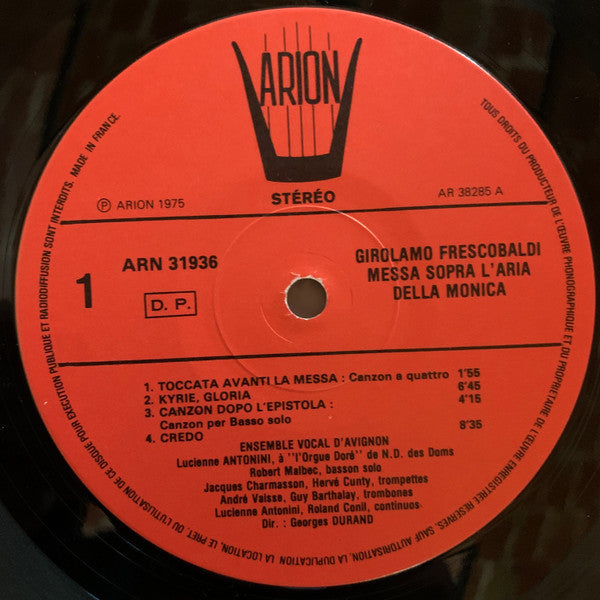 ARION
STÉRÉO
℗ ARION 1975
AR 38285 A
ARN 31936
1
D. P.
GIROLAMO FRESCOBALDI
MESSA SOPRA L'ARIA
DELLA MONICA
1. TOCCATA AVANTI LA MESSA : Canzon a quattro 1'55
2. KYRIE, GLORIA 6'45
3. CANZON DOPO L'EPISTOLA : 4'15
Canzon per Basso solo
4. CREDO 8'35
ENSEMBLE VOCAL D'AVIGNON
Lucienne ANTONINI, à "l'Orgue Doré" de N.D. des Doms
Robert Malbec, basson solo
Jacques Charmasson, Hervé Cunty, trompettes
André Vaisse, Guy Barthalay, trombones
Lucienne Antonini, Roland Conil, continuos
Dir. : Georges DURAND
TOUS DROITS DU PRODUCTEUR DE L'ŒUVRE PHONOGRAPHIQUE ET DU PROPRIETAIRE DE L'ŒUVRE ENREGISTREE RESERVES. SAUF AUTORISATION, LA DUPLICATION, LA LOCATION, LE PRET, OU L'UTILISATION DE CE DISQUE POUR EXECUTION PUBLIQUE ET RADIODIFFUSION SONT INTERDITS. MADE IN FRANCE.